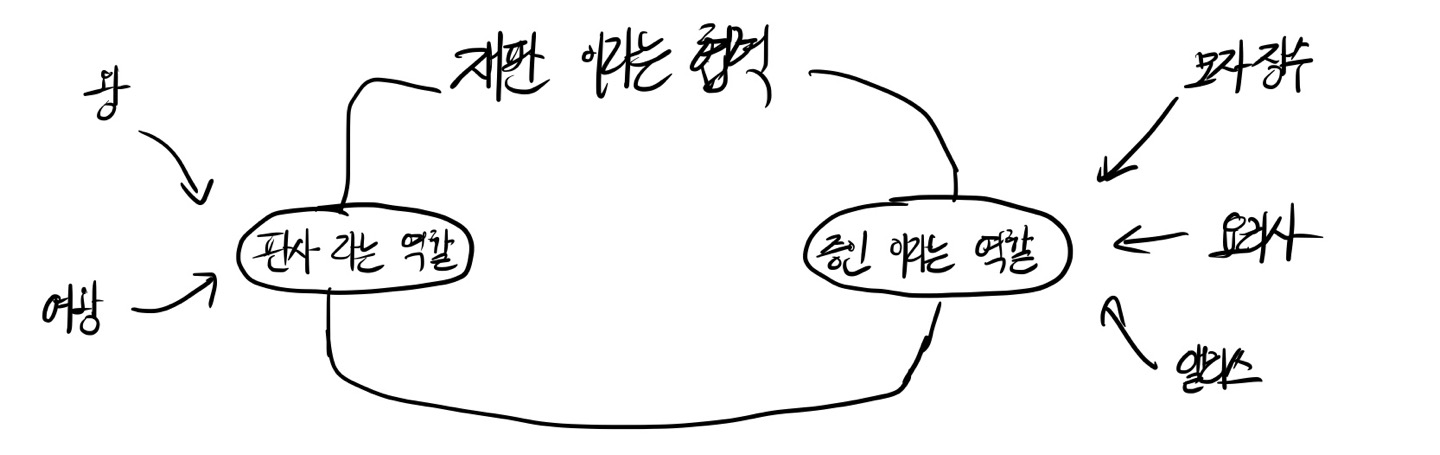 재판 이라는 협력
왕
모자 장수
판사 라는 역할
증인 이라는 역할
요리사
여왕
앨리스